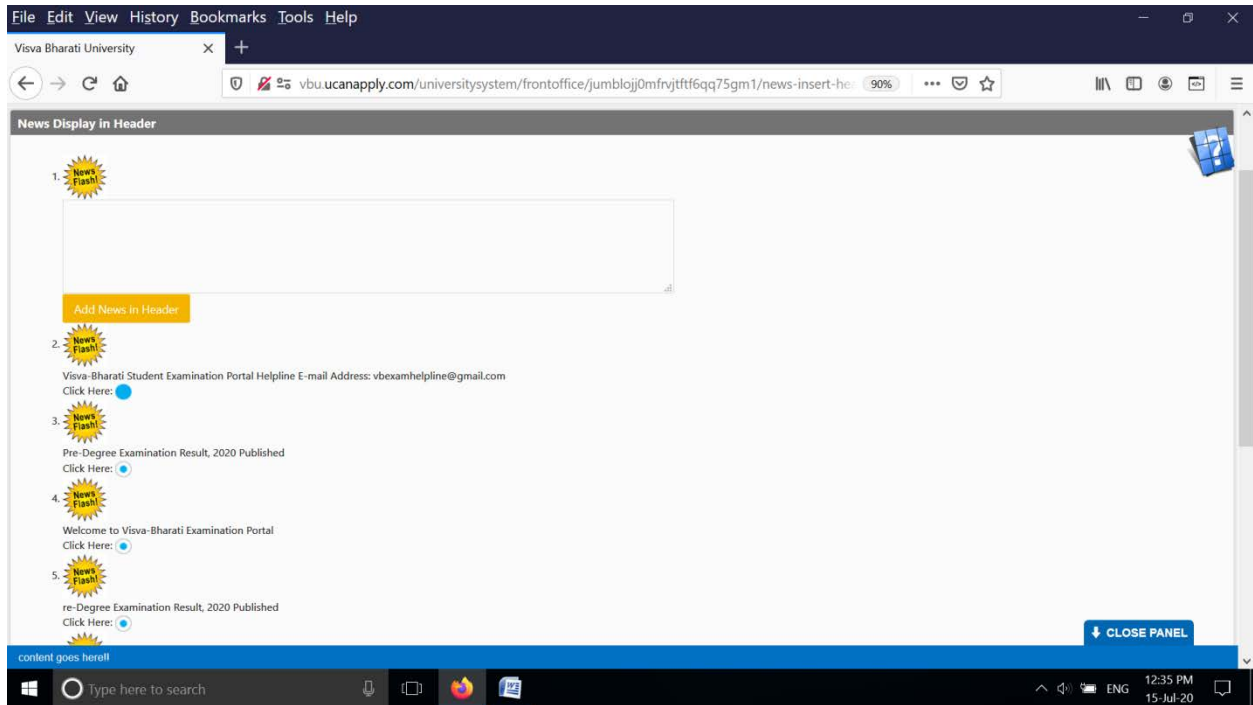 File Edit View History Bookmarks Tools Help
Visva Bharati University
vbu.ucanapply.com/universitysystem/frontoffice/jumblojj0mfrvjtftf6qq75gm1/news-insert-he 90%
News Display in Header
1. News Flash!
Add News in Header
2. News Flash!
Visva-Bharati Student Examination Portal Helpline E-mail Address: vbexamhelpline@gmail.com
Click Here:
3. News Flash!
Pre-Degree Examination Result, 2020 Published
Click Here:
4. News Flash!
Welcome to Visva-Bharati Examination Portal
Click Here:
5. News Flash!
re-Degree Examination Result, 2020 Published
Click Here:
CLOSE PANEL
content goes here!!
Type here to search
ENG
12:35 PM
15-Jul-20